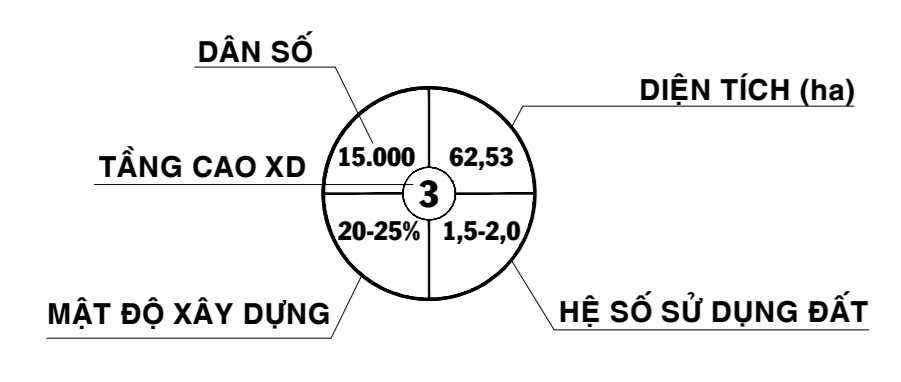 DÂN SỐ
DIỆN TÍCH (ha)
15.000
62,53
TẦNG CAO XD
3
20-25%
1,5-2,0
MẬT ĐỘ XÂY DỰNG
HỆ SỐ SỬ DỤNG ĐẤT